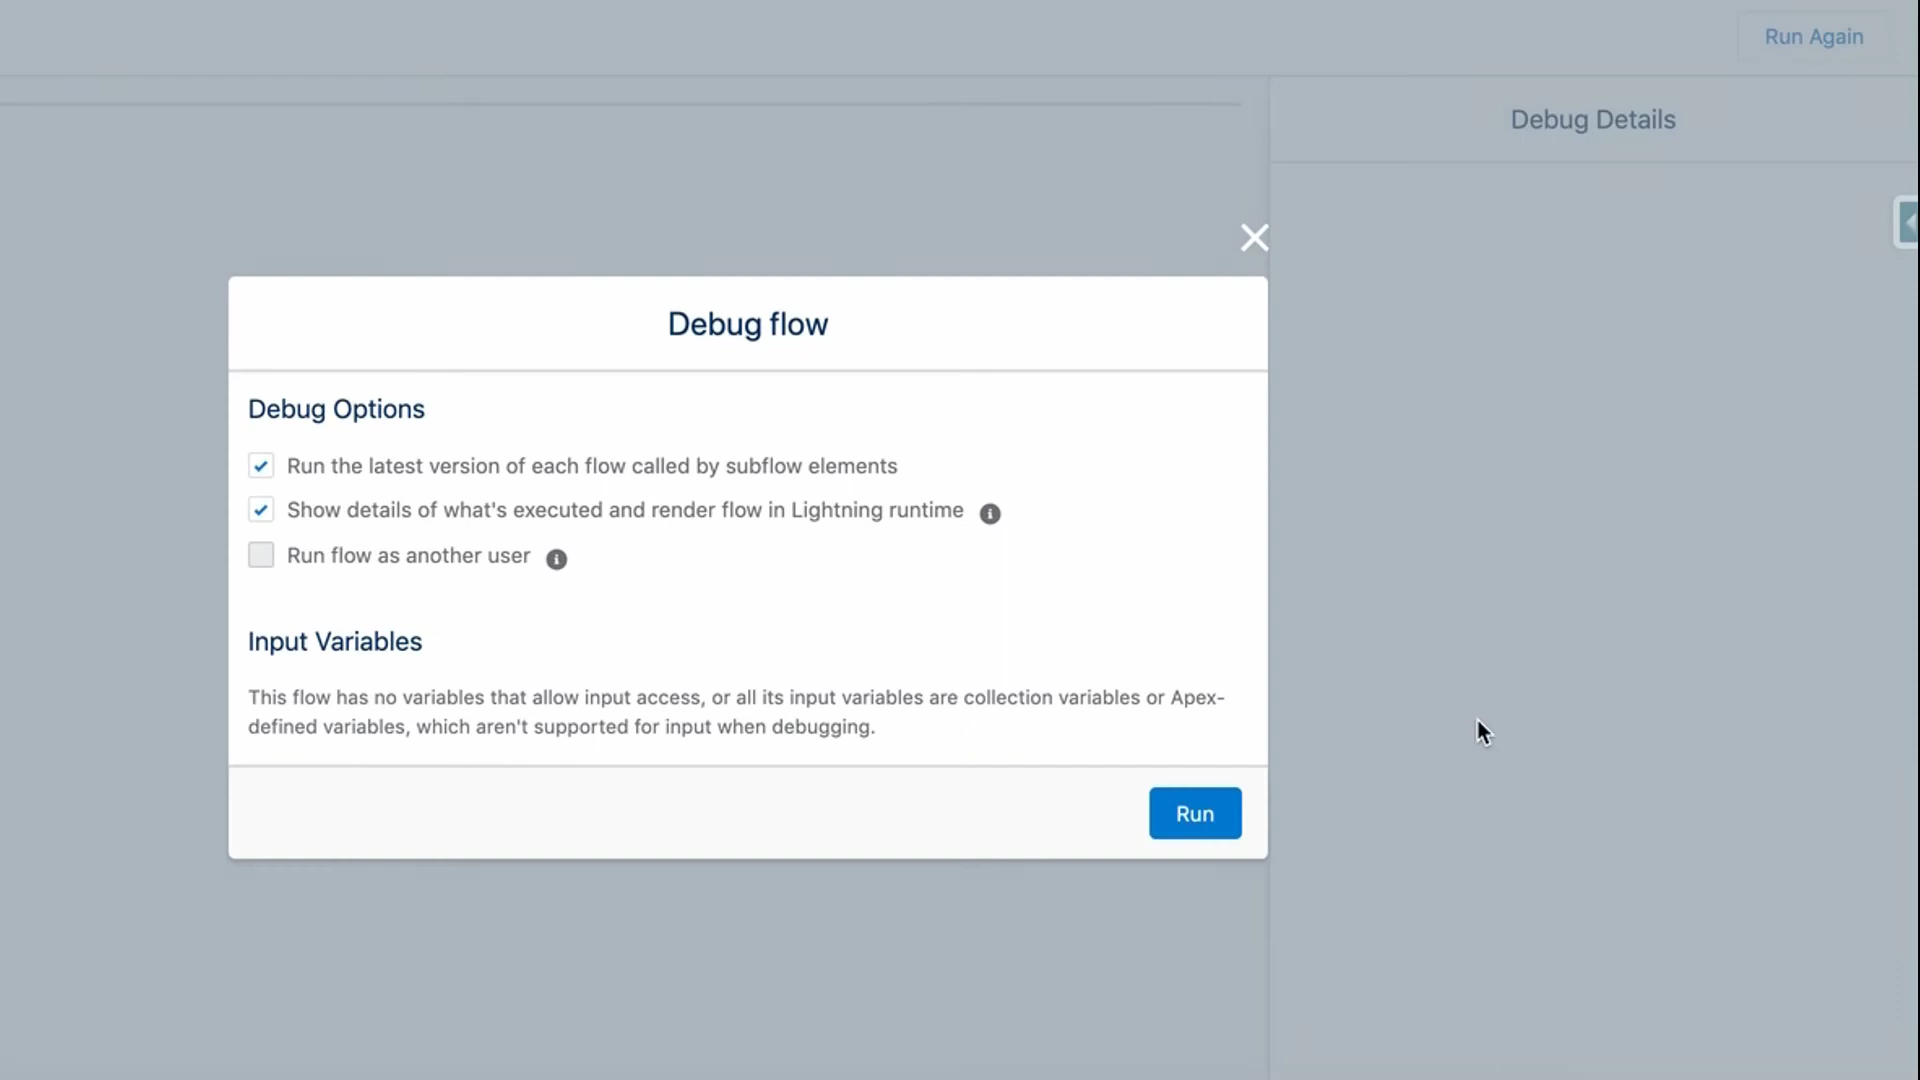 Run Again
Debug Details
Debug flow
Debug Options
Run the latest version of each flow called by subflow elements
Show details of what's executed and render flow in Lightning runtime
Run flow as another user
Input Variables
This flow has no variables that allow input access, or all its input variables are collection variables or Apex-
defined variables, which aren't supported for input when debugging.
Run